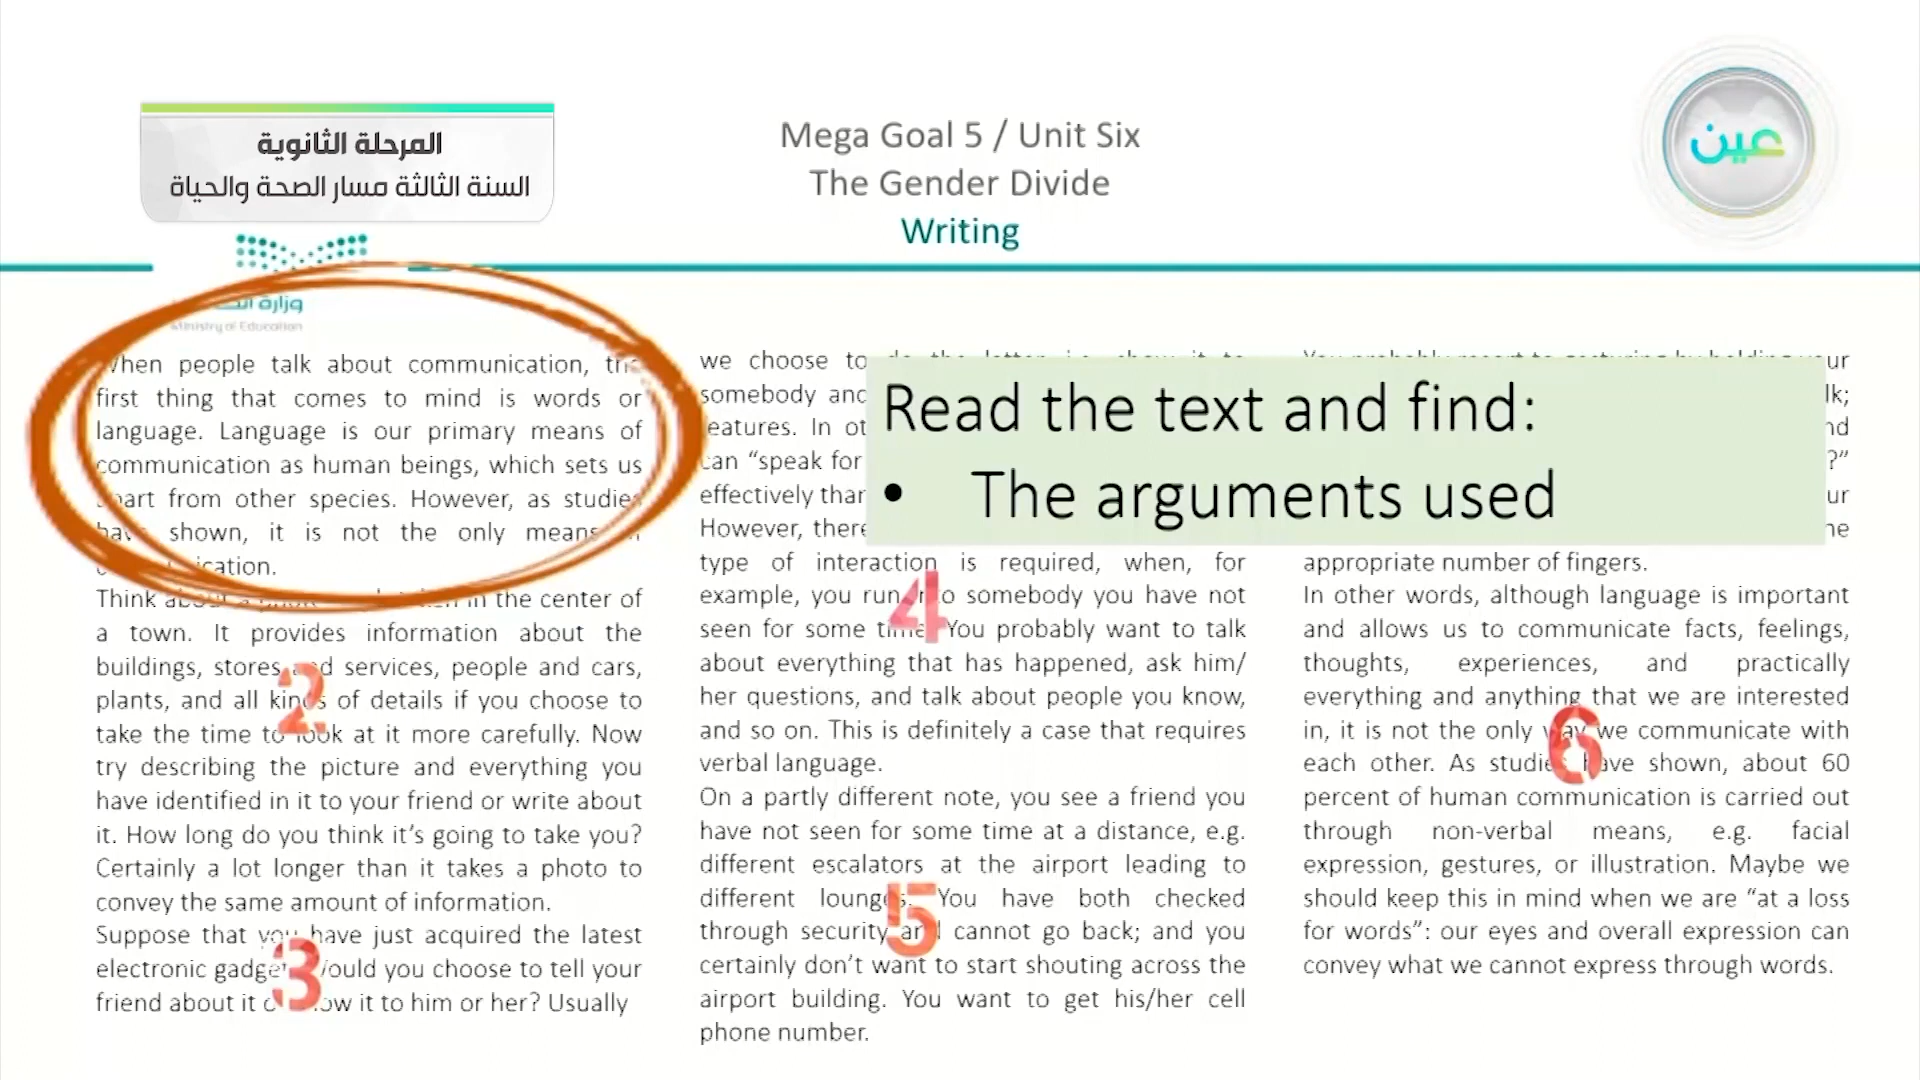 المرحلة الثانوية
السنة الثالثة مسار الصحة والحياة
Mega Goal 5 / Unit Six
The Gender Divide
Writing
عين
Ministry of Education
When people talk about communication, the
first thing that comes to mind is words or
language. Language is our primary means of
communication as human beings, which sets us
apart from other species. However, as studies
have shown, it is not the only means
Think about a in the center of
a town. It provides information about the
buildings, stores and services, people and cars,
plants, and all kinds of details if you choose to
take the time to look at it more carefully. Now
try describing the picture and everything you
have identified in it to your friend or write about
it. How long do you think it's going to take you?
Certainly a lot longer than it takes a photo to
convey the same amount of information.
Suppose that you have just acquired the latest
electronic gadget. Would you choose to tell your
friend about it or show it to him or her? Usually
2
3
we choose to
somebody and
features. In ot
can “speak for
effectively than
However, there
type of interaction is required, when, for
example, you run into somebody you have not
seen for some time. You probably want to talk
about everything that has happened, ask him/
her questions, and talk about people you know,
and so on. This is definitely a case that requires
verbal language.
On a partly different note, you see a friend you
have not seen for some time at a distance, e.g.
different escalators at the airport leading to
different lounges. You have both checked
through security and cannot go back; and you
certainly don't want to start shouting across the
airport building. You want to get his/her cell
phone number.
4
5
Read the text and find:
• The arguments used
ur
lk;
nd
?”
ur
he
appropriate number of fingers.
In other words, although language is important
and allows us to communicate facts, feelings,
thoughts, experiences, and practically
everything and anything that we are interested
in, it is not the only way we communicate with
each other. As studies have shown, about 60
percent of human communication is carried out
through non-verbal means, e.g. facial
expression, gestures, or illustration. Maybe we
should keep this in mind when we are “at a loss
for words”: our eyes and overall expression can
convey what we cannot express through words.
6